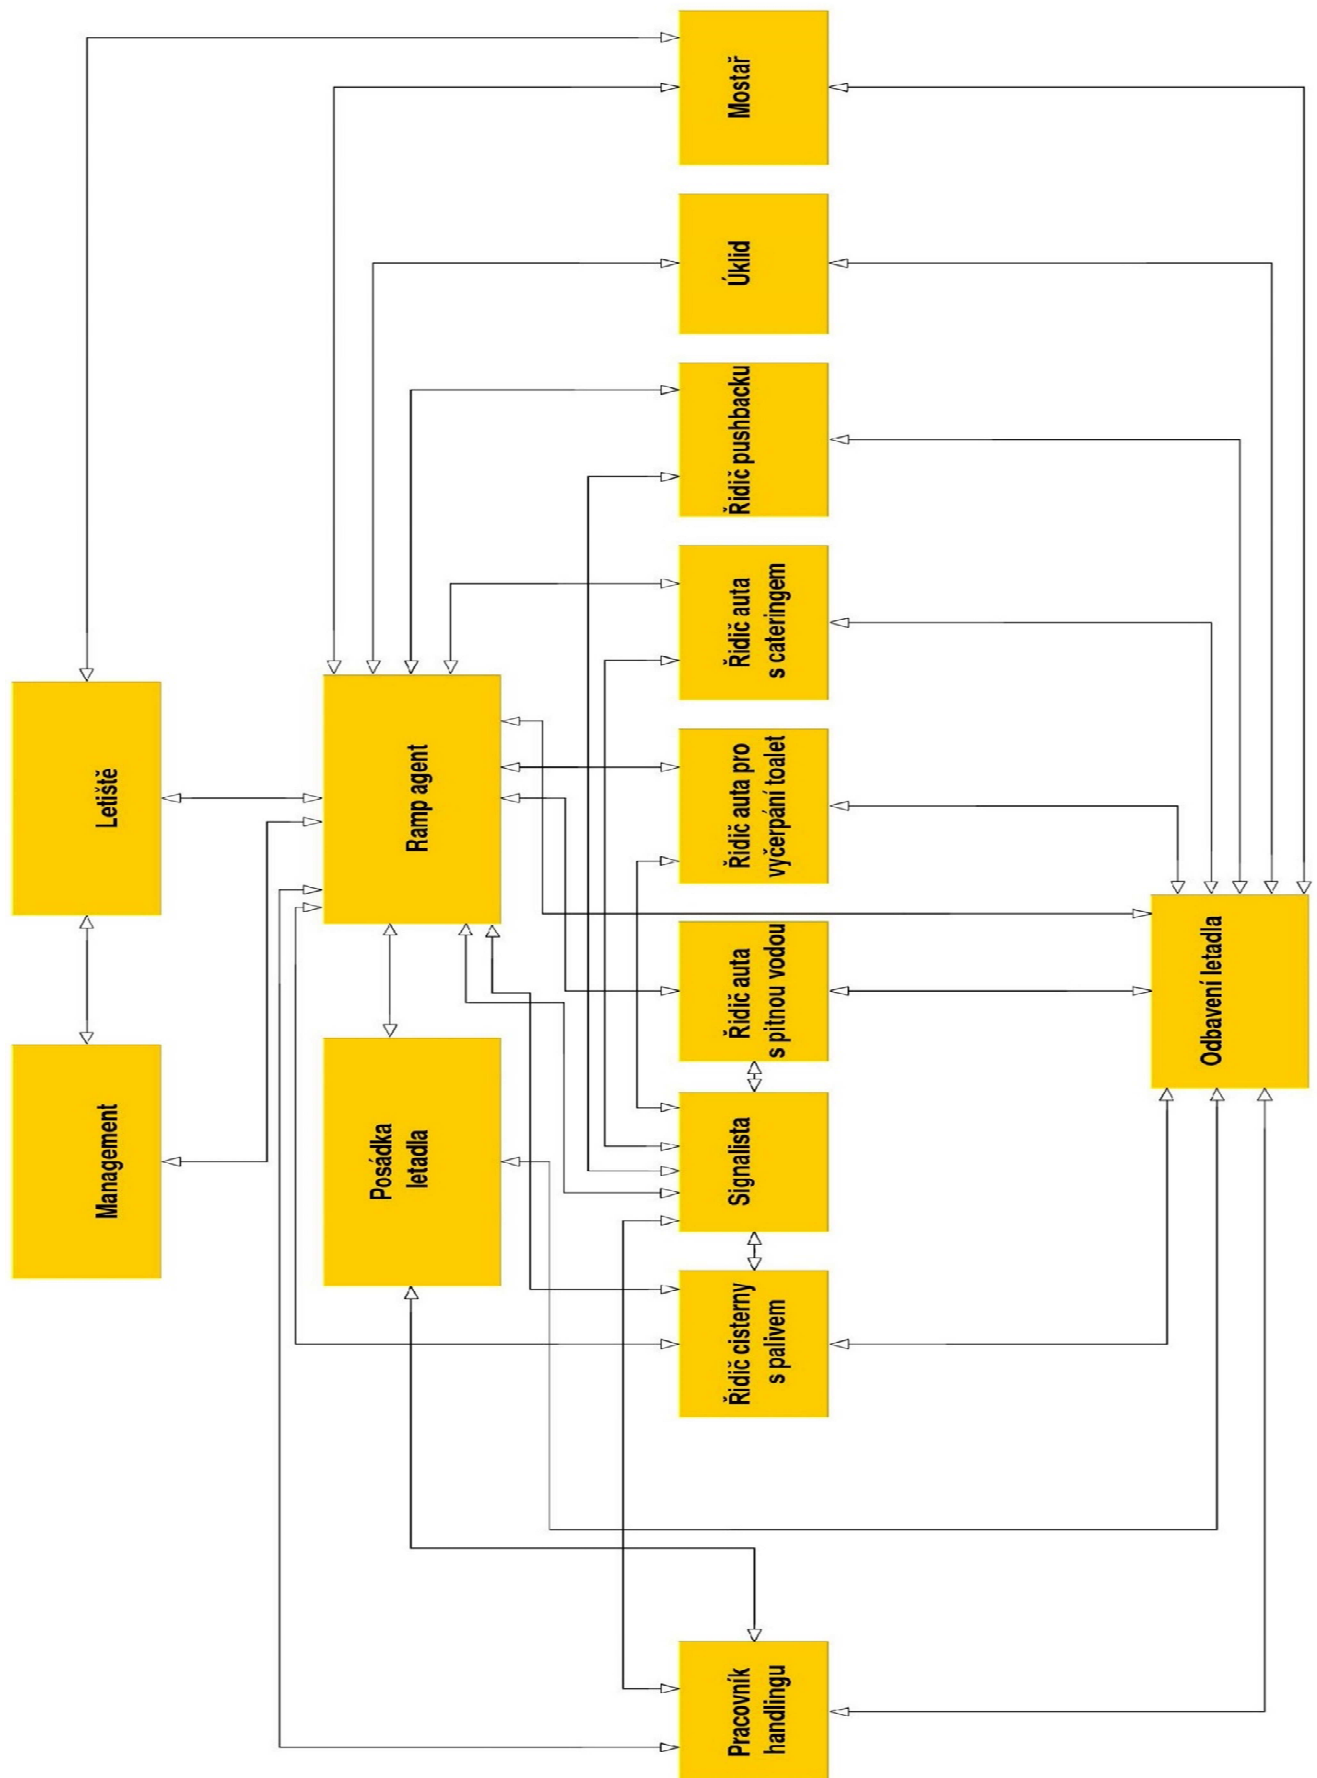 Management
Letiště
Posádka
letadla
Ramp agent
Pracovník
handlingu
Řidič cisterny
s palivem
Signalista
Řidič auta
s pitnou vodou
Řidič auta pro
vyčerpání toalet
Řidič auta
s cateringem
Řidič pushbacku
Úklid
Mostař
Odbavení letadla